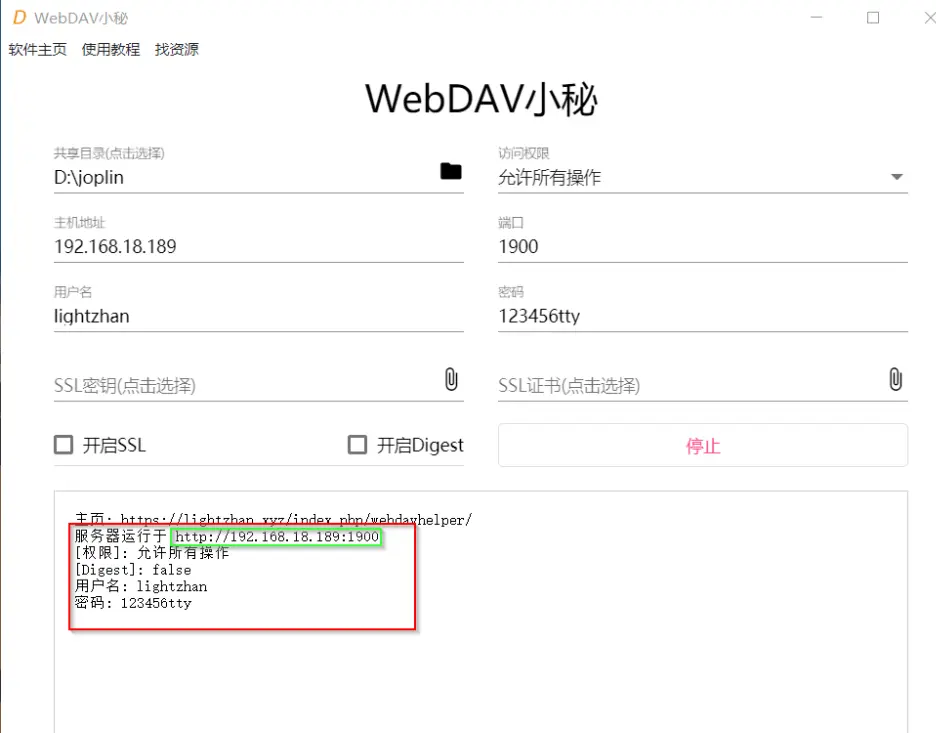 D WebDAV小秘
软件主页 使用教程 找资源
WebDAV小秘
共享目录(点击选择) 访问权限
D:\joplin 允许所有操作
主机地址 端口
192.168.18.189 1900
用户名 密码
lightzhan 123456tty
SSL密钥(点击选择) SSL证书(点击选择)
开启SSL 开启Digest 停止
主页: https://lightzhan.xyz/index.php/webdavhelper/
服务器运行于 http://192.168.18.189:1900
[权限]: 允许所有操作
[Digest]: false
用户名: lightzhan
密码: 123456tty